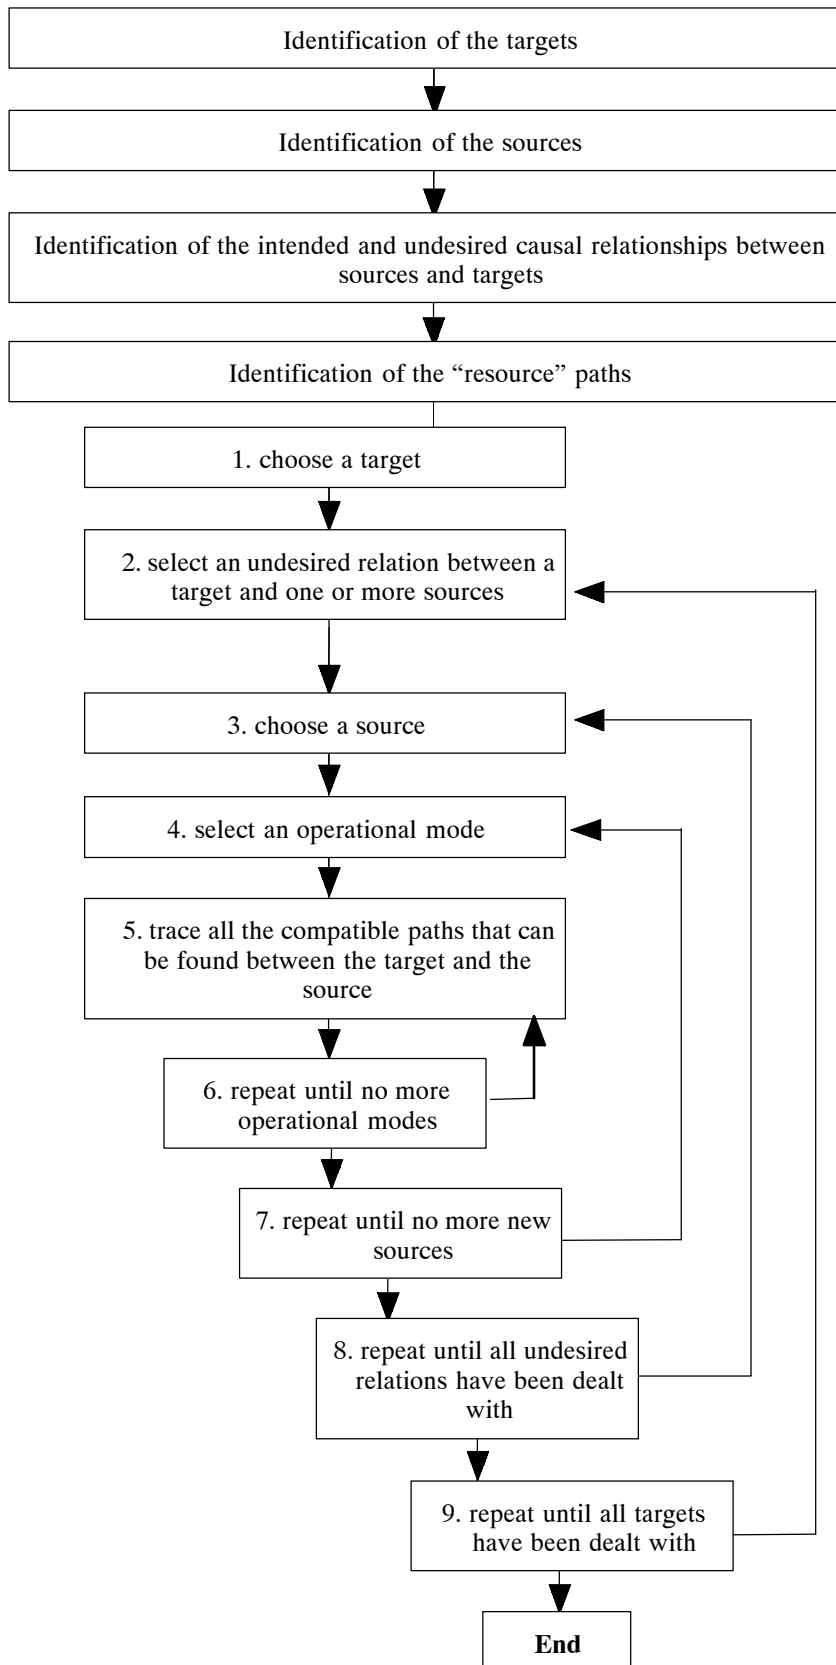 Identification of the targets
Identification of the sources
Identification of the intended and undesired causal relationships between
sources and targets
Identification of the “resource” paths
1. choose a target
2. select an undesired relation between a
target and one or more sources
3. choose a source
4. select an operational mode
5. trace all the compatible paths that can
be found between the target and the
source
6. repeat until no more
operational modes
7. repeat until no more new
sources
8. repeat until all undesired
relations have been dealt
with
9. repeat until all targets
have been dealt with
End